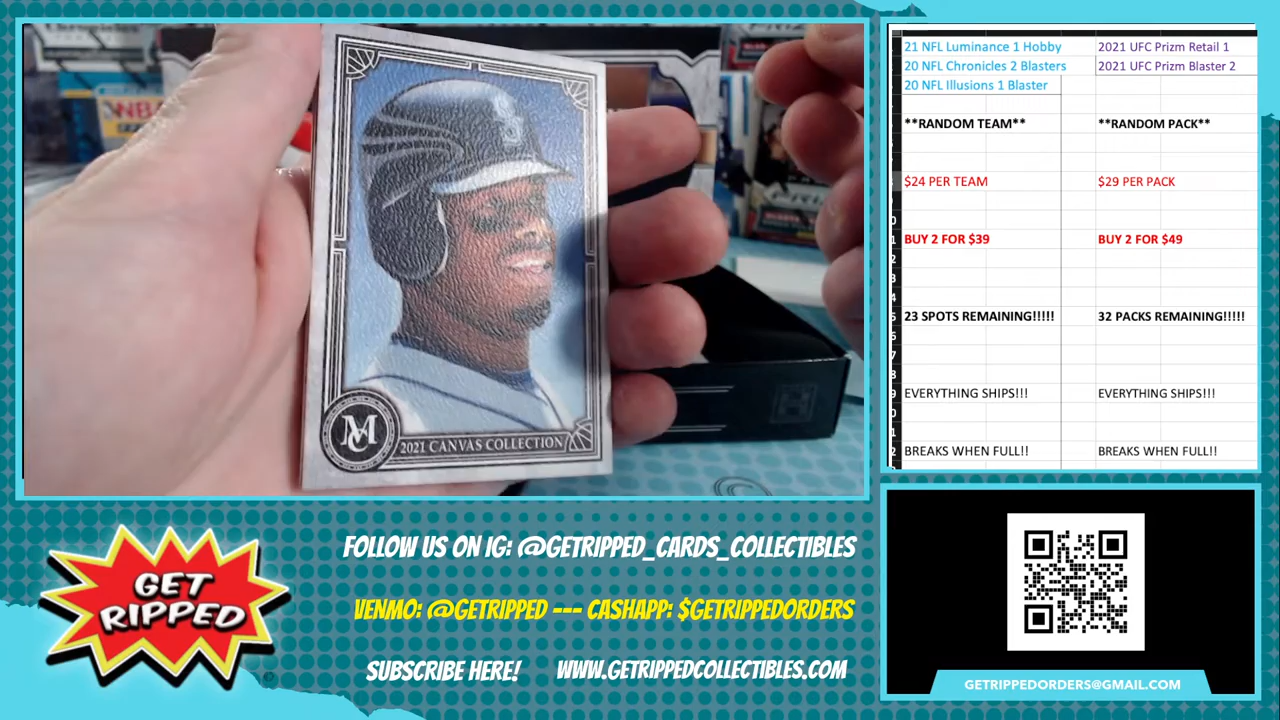 NBA
S
M
C
2021 CANVAS COLLECTION
21 NFL Luminance 1 Hobby
20 NFL Chronicles 2 Blasters
20 NFL Illusions 1 Blaster
**RANDOM TEAM**
$24 PER TEAM
BUY 2 FOR $39
23 SPOTS REMAINING!!!!!
EVERYTHING SHIPS!!!
BREAKS WHEN FULL!!
2021 UFC Prizm Retail 1
2021 UFC Prizm Blaster 2
**RANDOM PACK**
$29 PER PACK
BUY 2 FOR $49
32 PACKS REMAINING!!!!!
EVERYTHING SHIPS!!!
BREAKS WHEN FULL!!
GET
RIPPED
FOLLOW US ON IG: @GETRIPPED_CARDS_COLLECTIBLES
VENMO: @GETRIPPED --- CASHAPP: $GETRIPPEDORDERS
SUBSCRIBE HERE! WWW.GETRIPPEDCOLLECTIBLES.COM
GETRIPPEDORDERS@GMAIL.COM